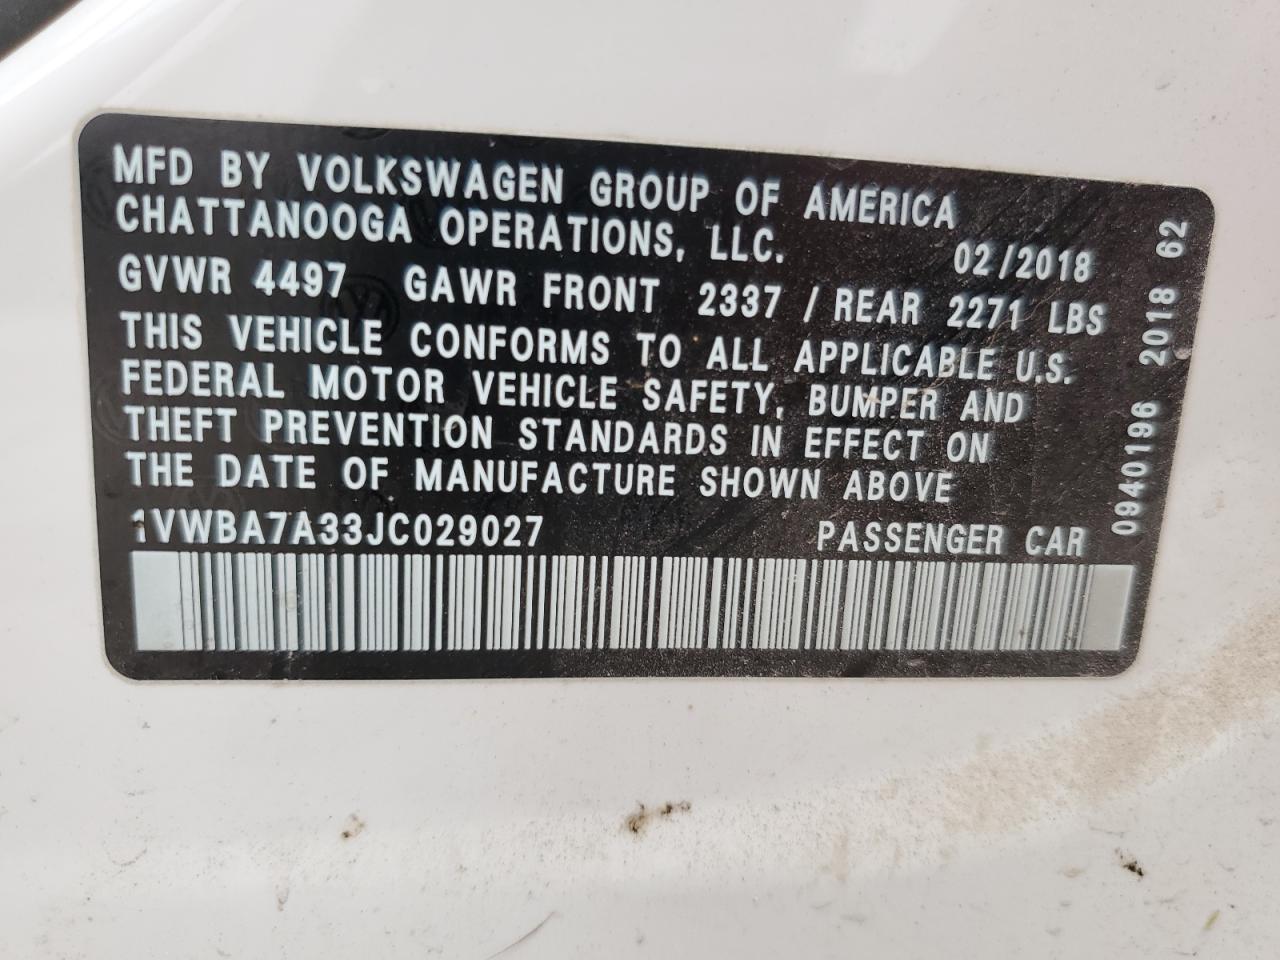 MFD BY VOLKSWAGEN GROUP OF AMERICA
CHATTANOOGA OPERATIONS, LLC. 02/2018
GVWR 4497 GAWR FRONT 2337 / REAR 2271 LBS
THIS VEHICLE CONFORMS TO ALL APPLICABLE U.S.
FEDERAL MOTOR VEHICLE SAFETY, BUMPER AND
THEFT PREVENTION STANDARDS IN EFFECT ON
THE DATE OF MANUFACTURE SHOWN ABOVE
1VWBA7A33JC029027 PASSENGER CAR
0940196 2018 62